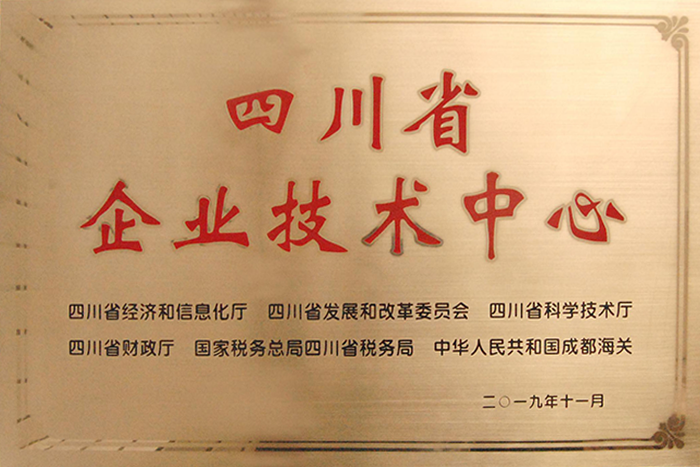 四川省
企业技术中心
四川省经济和信息化厅 四川省发展和改革委员会 四川省科学技术厅
四川省财政厅 国家税务总局四川省税务局 中华人民共和国成都海关
二〇一九年十一月